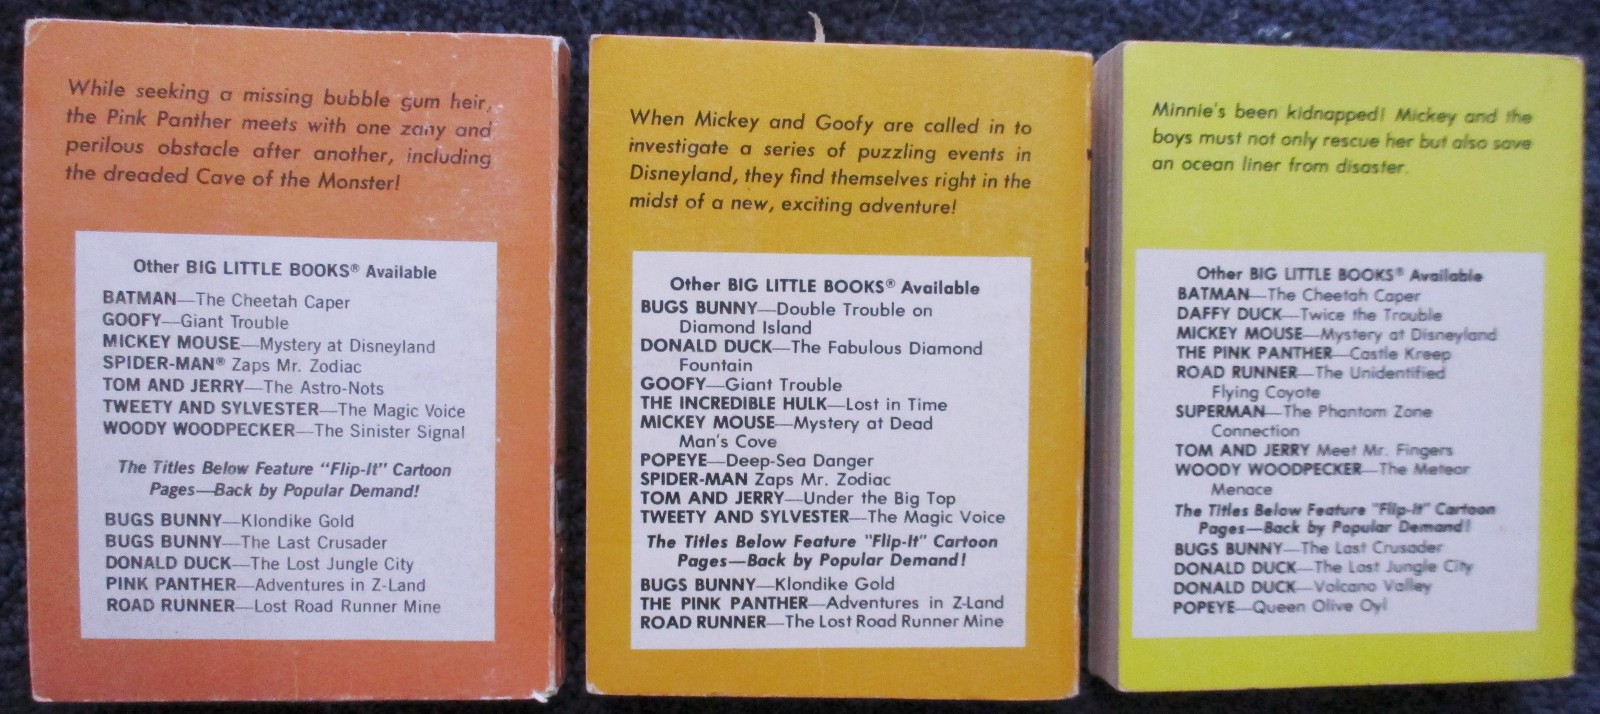 While seeking a missing bubble gum heir,
the Pink Panther meets with one zany and
perilous obstacle after another, including
the dreaded Cave of the Monster!
Other BIG LITTLE BOOKS® Available
BATMAN—The Cheetah Caper
GOOFY—Giant Trouble
MICKEY MOUSE—Mystery at Disneyland
SPIDER-MAN® Zaps Mr. Zodiac
TOM AND JERRY—The Astro-Nots
TWEETY AND SYLVESTER—The Magic Voice
WOODY WOODPECKER—The Sinister Signal
The Titles Below Feature "Flip-It" Cartoon
Pages—Back by Popular Demand!
BUGS BUNNY—Klondike Gold
BUGS BUNNY—The Last Crusader
DONALD DUCK—The Lost Jungle City
PINK PANTHER—Adventures in Z-Land
ROAD RUNNER—Lost Road Runner Mine
When Mickey and Goofy are called in to
investigate a series of puzzling events in
Disneyland, they find themselves right in the
midst of a new, exciting adventure!
Other BIG LITTLE BOOKS® Available
BUGS BUNNY—Double Trouble on
Diamond Island
DONALD DUCK—The Fabulous Diamond
Fountain
GOOFY—Giant Trouble
THE INCREDIBLE HULK—Lost in Time
MICKEY MOUSE—Mystery at Dead
Man's Cove
POPEYE—Deep-Sea Danger
SPIDER-MAN Zaps Mr. Zodiac
TOM AND JERRY—Under the Big Top
TWEETY AND SYLVESTER—The Magic Voice
The Titles Below Feature "Flip-It" Cartoon
Pages—Back by Popular Demand!
BUGS BUNNY—Klondike Gold
THE PINK PANTHER—Adventures in Z-Land
ROAD RUNNER—The Lost Road Runner Mine
Minnie's been kidnapped! Mickey and the
boys must not only rescue her but also save
an ocean liner from disaster.
Other BIG LITTLE BOOKS® Available
BATMAN—The Cheetah Caper
DAFFY DUCK—Twice the Trouble
MICKEY MOUSE—Mystery at Disneyland
THE PINK PANTHER—Castle Kreep
ROAD RUNNER—The Unidentified
Flying Coyote
SUPERMAN—The Phantom Zone
Connection
TOM AND JERRY Meet Mr. Fingers
WOODY WOODPECKER—The Meteor
Menace
The Titles Below Feature "Flip-It" Cartoon
Pages—Back by Popular Demand!
BUGS BUNNY—The Last Crusader
DONALD DUCK—The Lost Jungle City
DONALD DUCK—Volcano Valley
POPEYE—Queen Olive Oyl